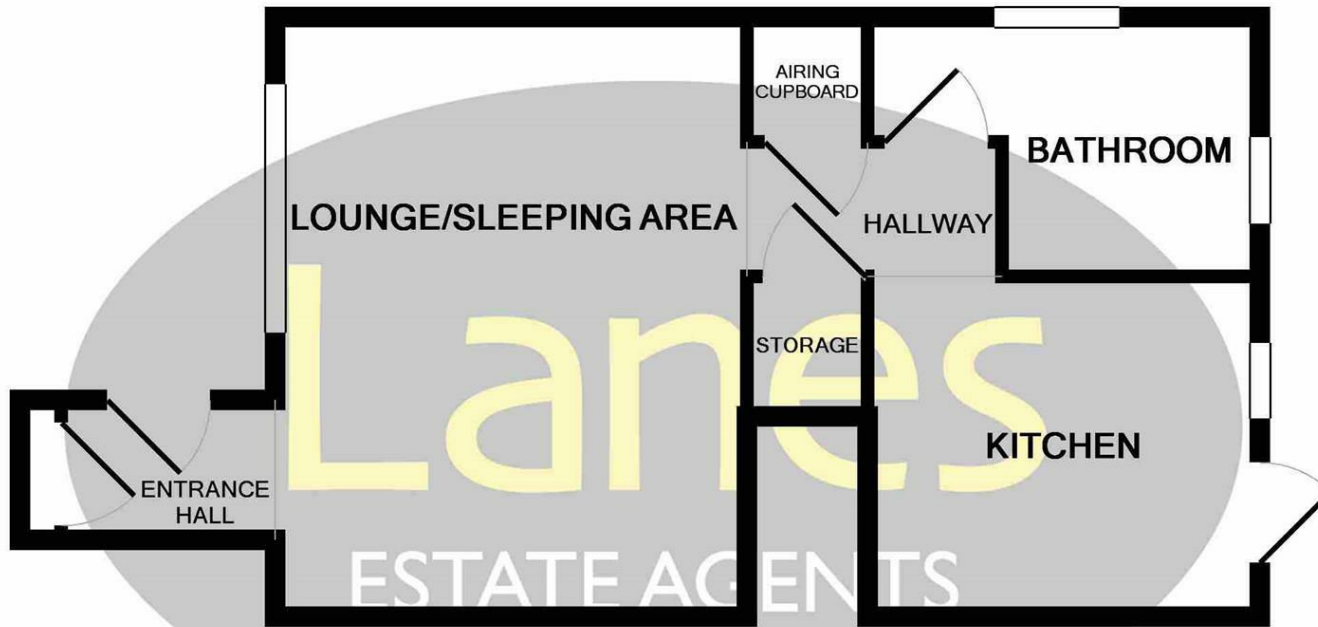 AIRING
CUPBOARD
BATHROOM
LOUNGE/SLEEPING AREA
HALLWAY
STORAGE
KITCHEN
ENTRANCE
HALL
Lanes
ESTATE AGENTS